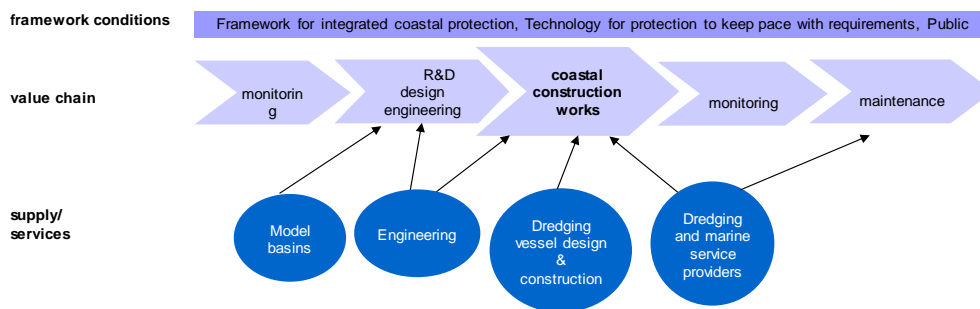 framework conditions
Framework for integrated coastal protection, Technology for protection to keep pace with requirements, Public
value chain
monitorin
g
R&D
design
engineering
coastal
construction
works
monitoring
maintenance
supply/
services
Model
basins
Engineering
Dredging
vessel design
&
construction
Dredging
and marine
service
providers